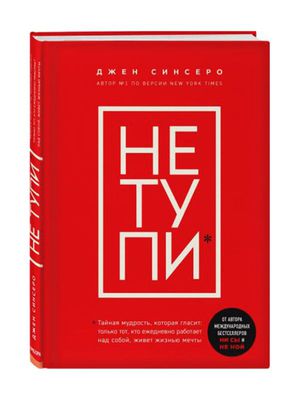 ДЖЕН СИНСЕРО
АВТОР №1 ПО ВЕРСИИ NEW YORK TIMES
НЕ
ТУ
ПИ*
* Тайная мудрость, которая гласит:
только тот, кто ежедневно работает
над собой, живет жизнью мечты
ОТ АВТОРА
МЕЖДУНАРОДНЫХ
БЕСТСЕЛЛЕРОВ
НИ СЫ И
НЕ НОЙ
НЕ ТУПИ
ДЖЕН СИНСЕРО